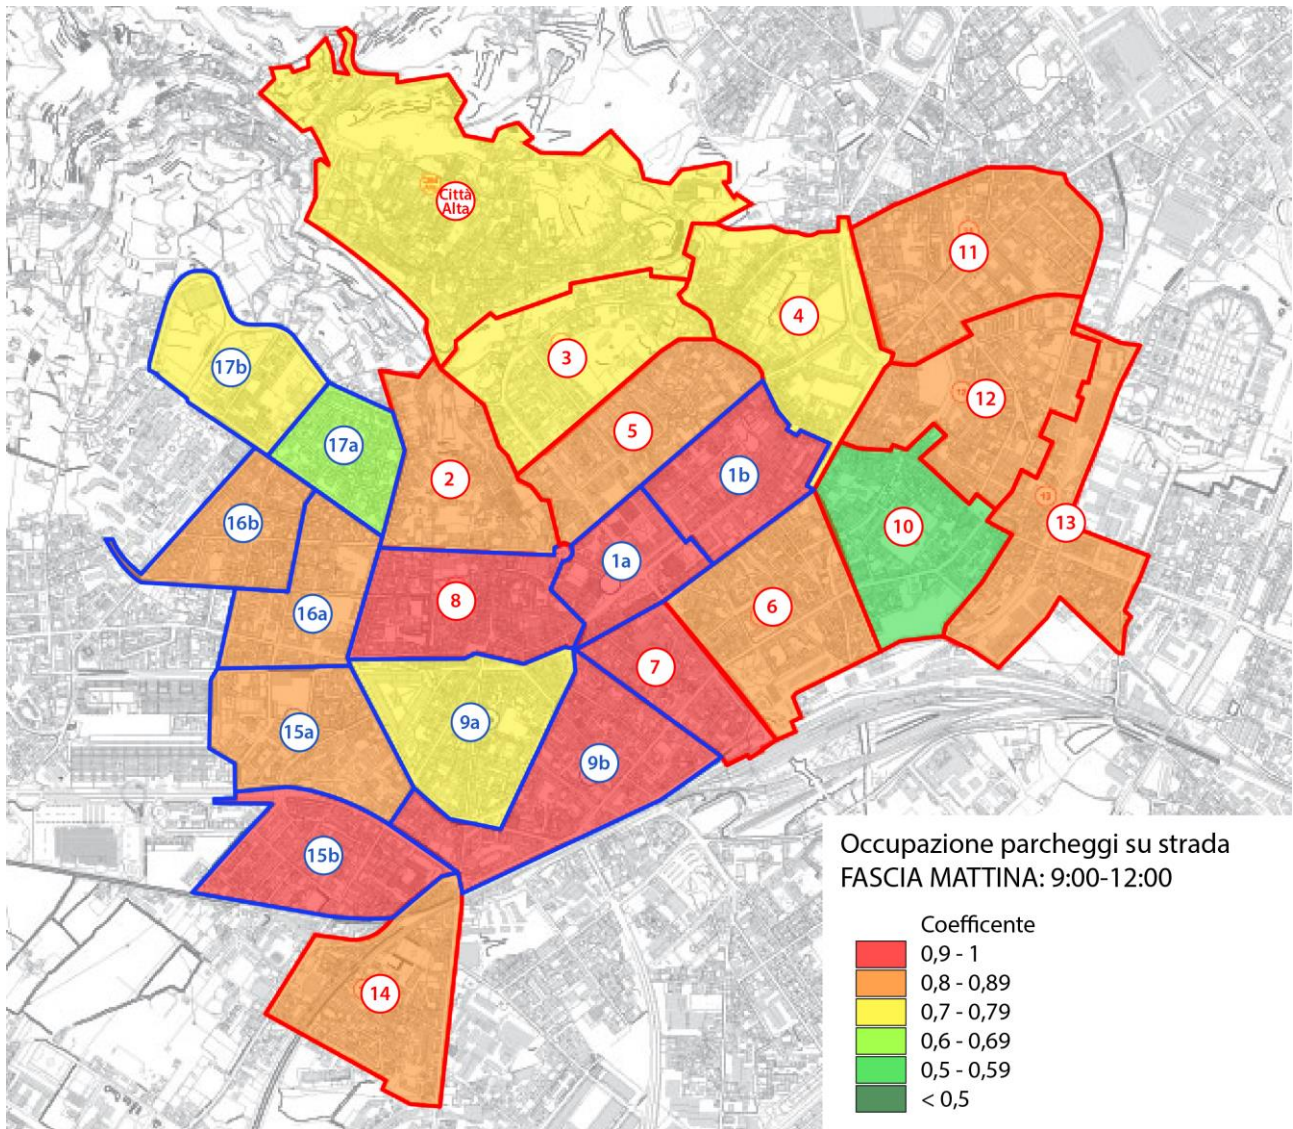 Città
Alta
11
4
17b
3
12
17a
5
2
1b
16b
10
13
1a
8
16a
6
7
9a
15a
9b
15b
14
Occupazione parcheggi su strada
FASCIA MATTINA: 9:00-12:00
Coefficente
0,9 - 1
0,8 - 0,89
0,7 - 0,79
0,6 - 0,69
0,5 - 0,59
< 0,5